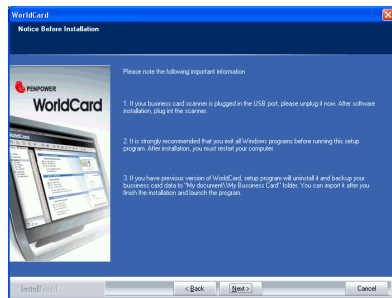 WorldCard
Notice Before Installation
Please note the following important information
PENPOWER
WorldCard
1. If your business card scanner is plugged in the USB port, please unplug it now. After software
installation, plug int the scanner.
2. It is strongly recommended that you exit all Windows programs before running this setup
program. After installation, you must restart your computer.
3. If you have previous version of WorldCard, setup program will uninstall it and backup your
bussiness card data to "My document\\My Bussiness Card" folder. You can import it after you
finish the installation and launch the program.
InstallShield
< Back
Next >
Cancel